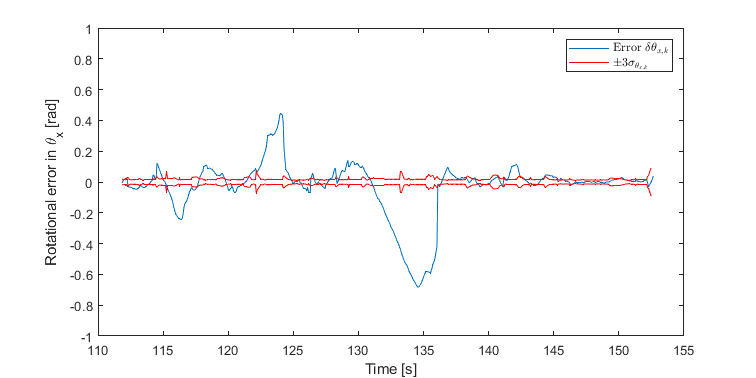 1
0.8
0.6
0.4
0.2
0
-0.2
-0.4
-0.6
-0.8
-1
Rotational error in θx [rad]
Error δθx,k
±3σθx,k
110 115 120 125 130 135 140 145 150 155
Time [s]